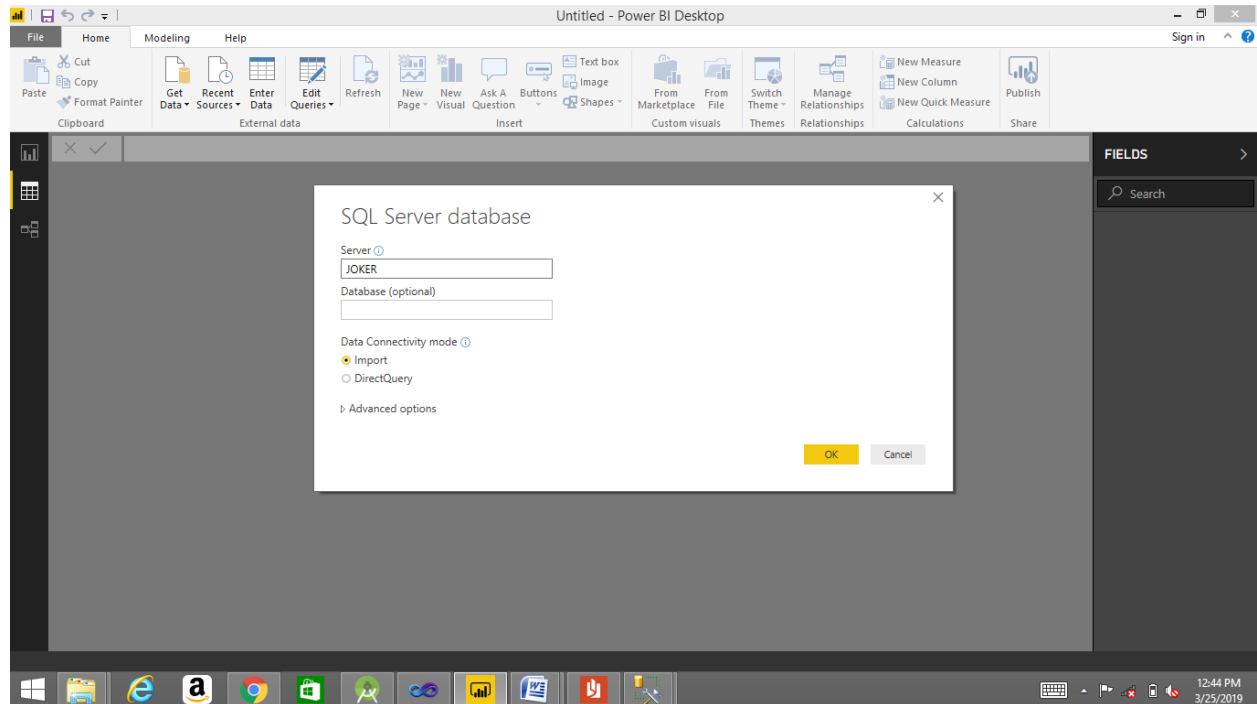 Untitled - Power BI Desktop
File Home Modeling Help Sign in
Paste
Cut
Copy
Format Painter
Clipboard
Get Data
Recent Sources
Enter Data
Edit Queries
External data
Refresh
New Page
New Visual
Ask A Question
Buttons
Text box
Image
Shapes
Insert
From Marketplace
From File
Custom visuals
Switch Theme
Themes
Manage Relationships
Relationships
New Measure
New Column
New Quick Measure
Calculations
Publish
Share
FIELDS
Search
SQL Server database
Server
JOKER
Database (optional)
Data Connectivity mode
Import
DirectQuery
Advanced options
OK Cancel
12:44 PM
3/25/2019